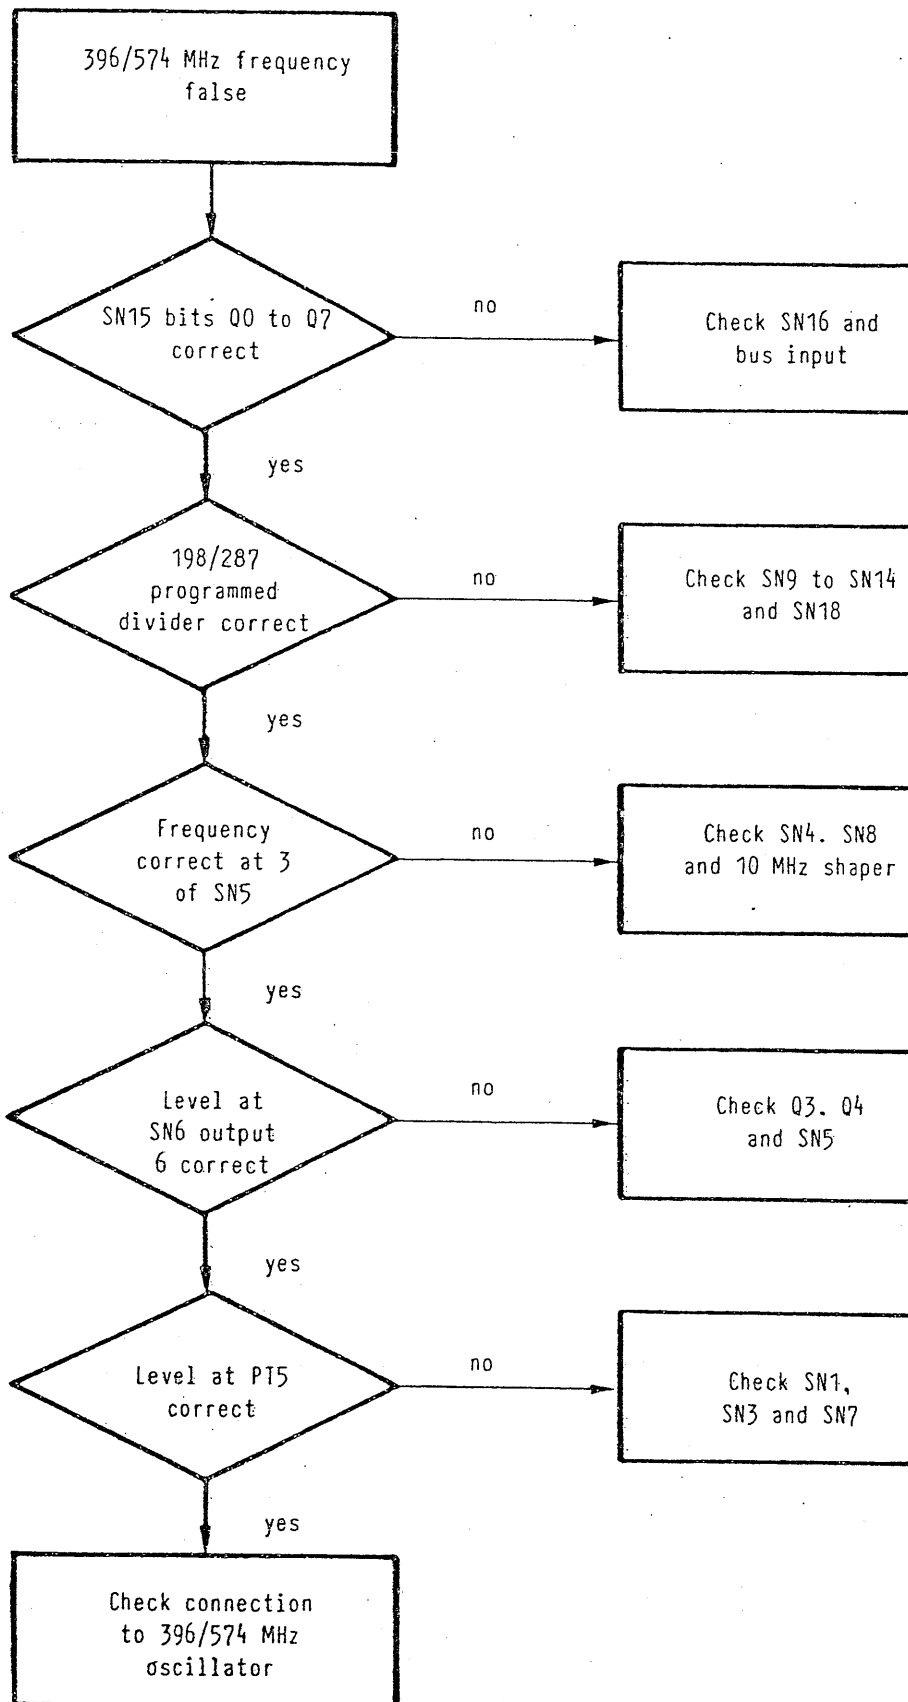 396/574 MHz frequency
false
SN15 bits Q0 to Q7
correct
no
Check SN16 and
bus input
yes
198/287
programmed
divider correct
no
Check SN9 to SN14
and SN18
yes
Frequency
correct at 3
of SN5
no
Check SN4. SN8
and 10 MHz shaper
yes
Level at
SN6 output
6 correct
no
Check Q3. Q4
and SN5
yes
Level at PT5
correct
no
Check SN1,
SN3 and SN7
yes
Check connection
to 396/574 MHz
oscillator